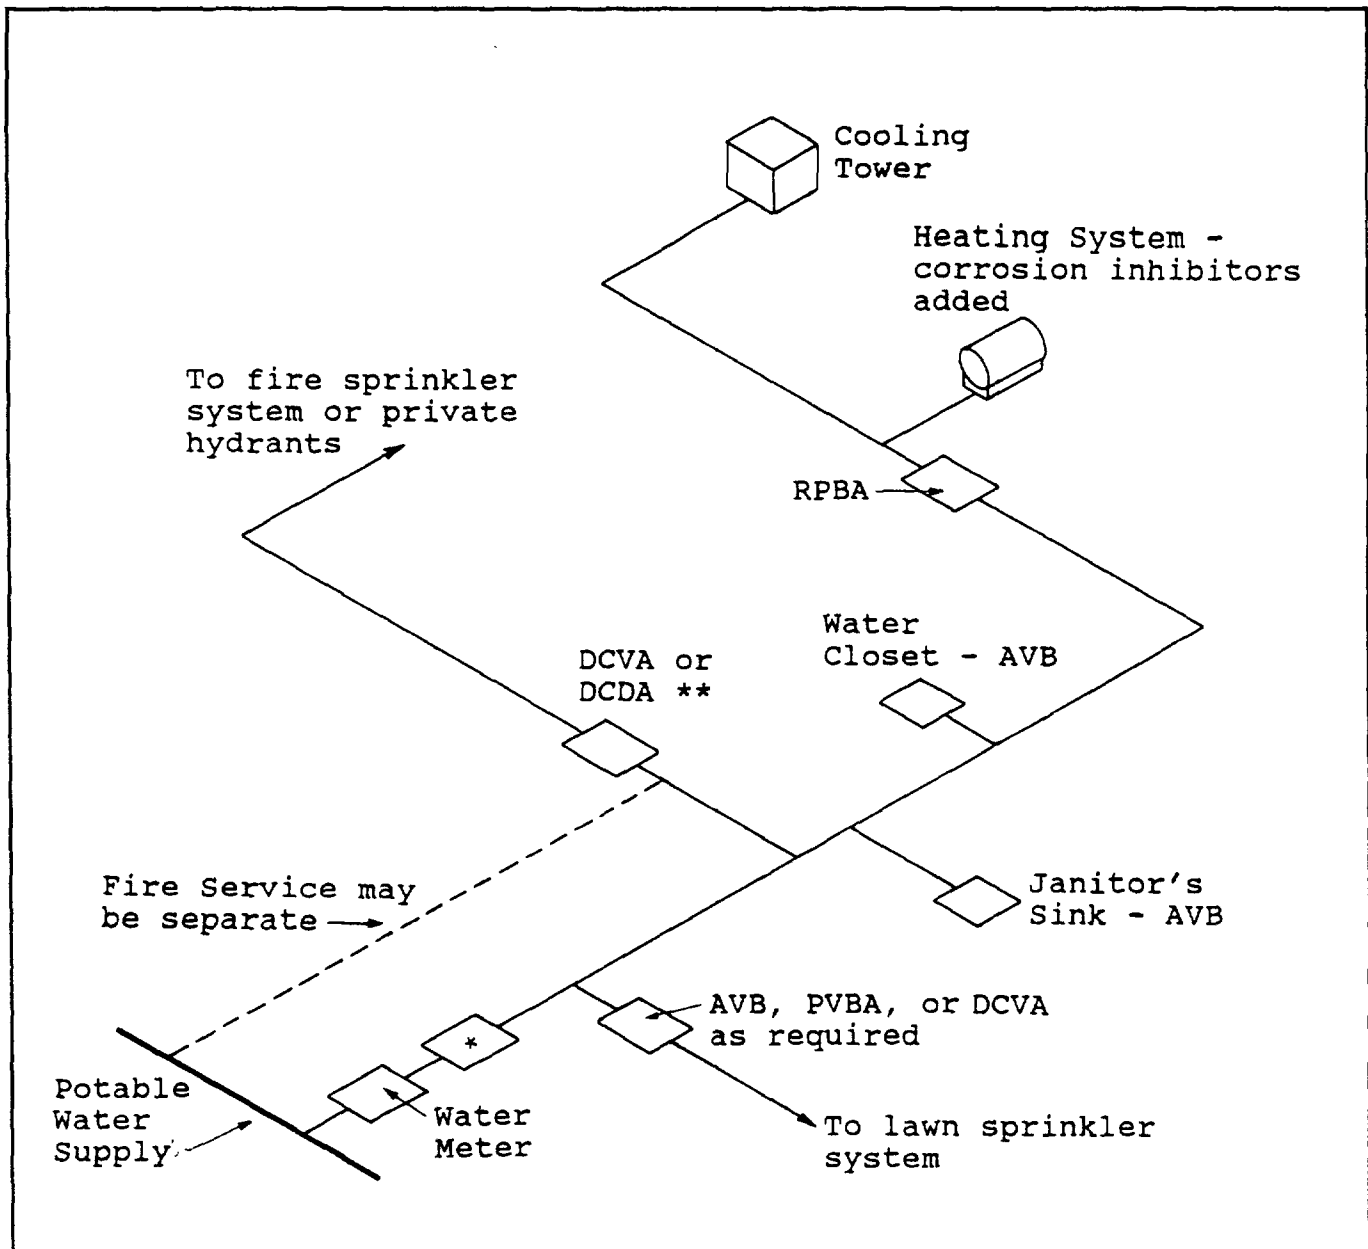 Cooling
Tower
Heating System -
corrosion inhibitors
added
To fire sprinkler
system or private
hydrants
RPBA
Water
Closet - AVB
DCVA or
DCDA **
Fire Service may
be separate
Janitor's
Sink - AVB
AVB, PVBA, or DCVA
as required
*
Potable
Water
Supply
Water
Meter
To lawn sprinkler
system